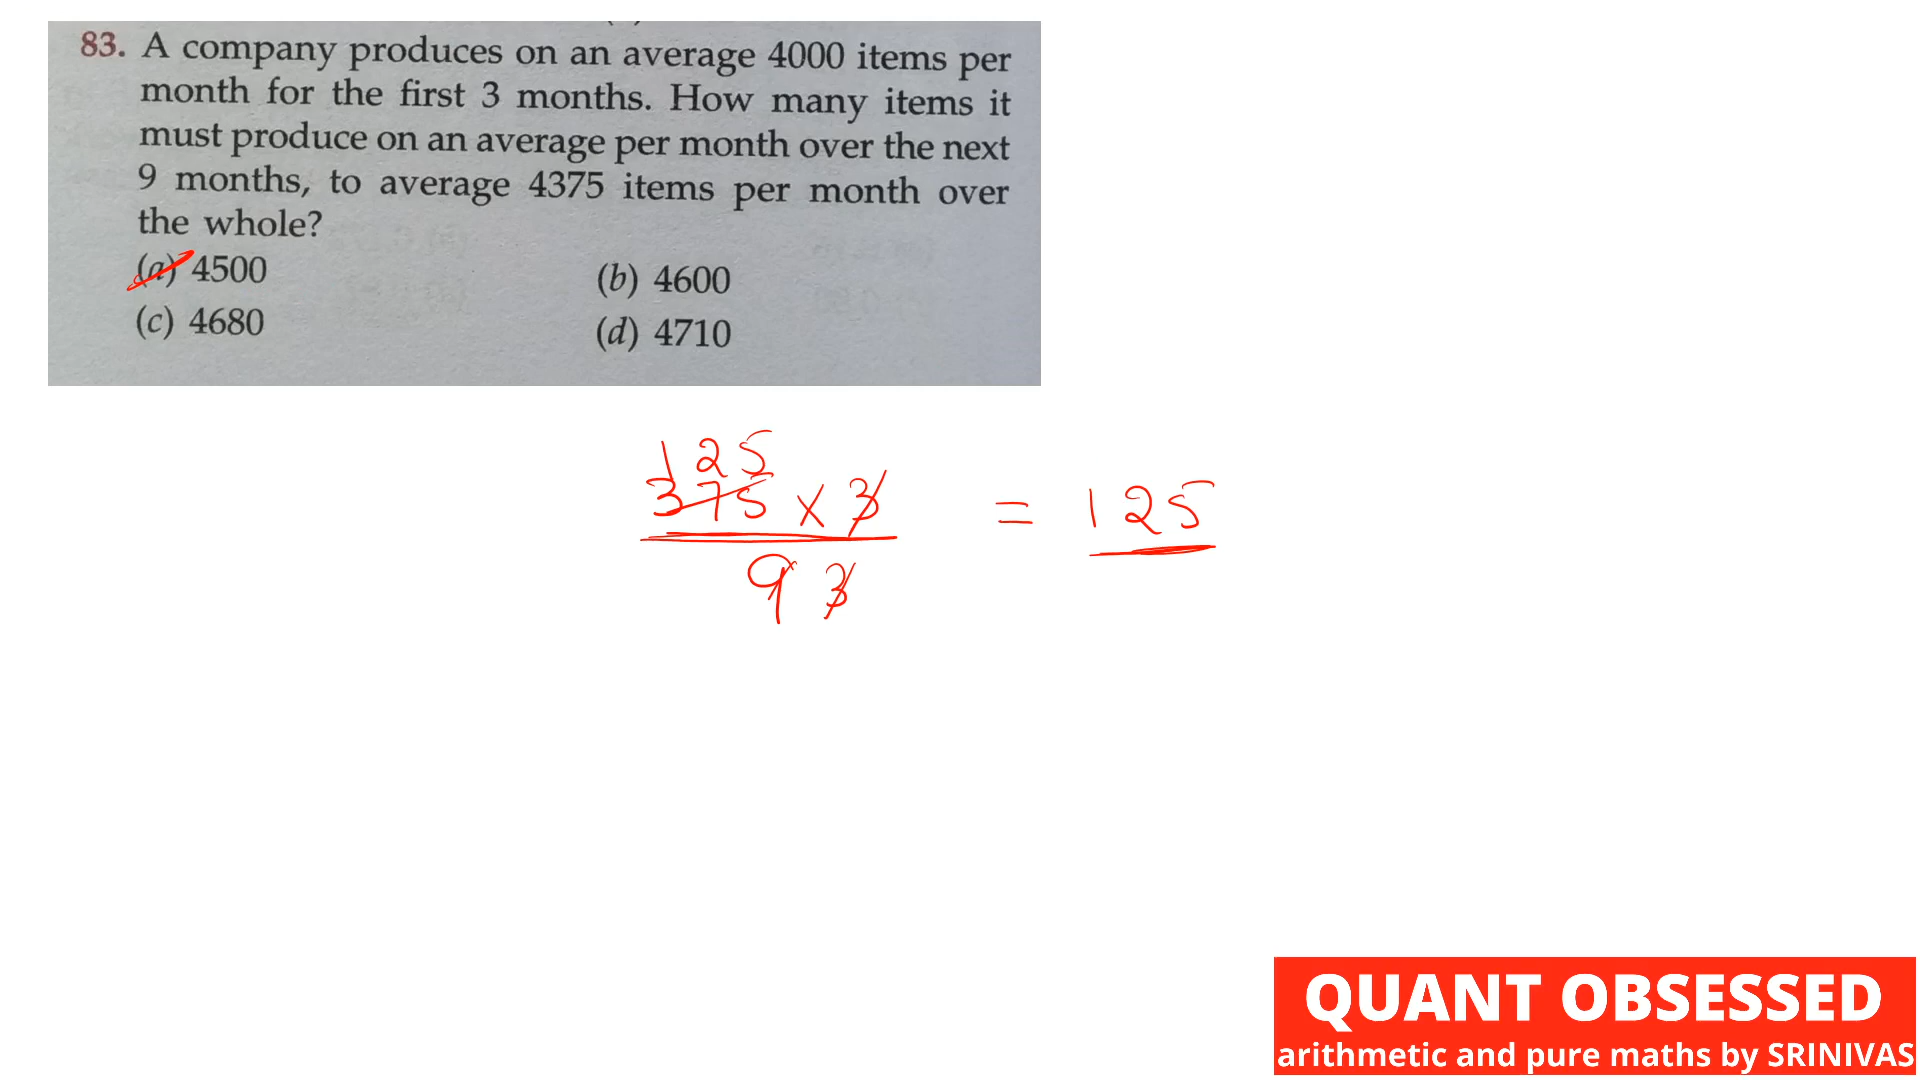 83. A company produces on an average 4000 items per
month for the first 3 months. How many items it
must produce on an average per month over the next
9 months, to average 4375 items per month over
the whole?
(a) 4500 (b) 4600
(c) 4680 (d) 4710
125
375 × 3 = 125
9 3
QUANT OBSESSED
arithmetic and pure maths by SRINIVAS